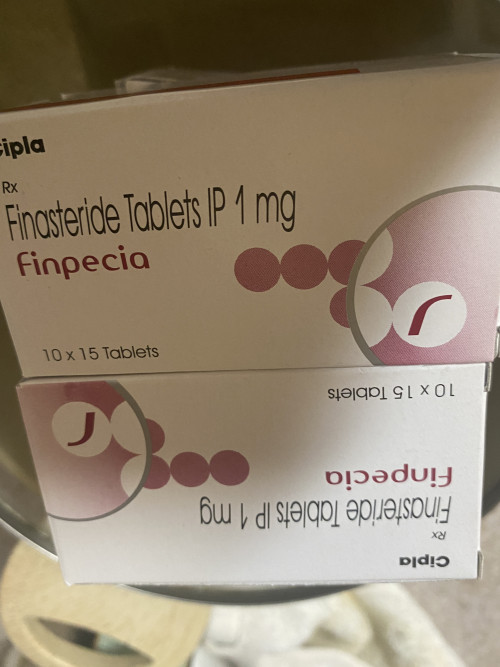 Cipla
Rx
Finasteride Tablets IP 1 mg
Finpecia
10 x 15 Tablets
Cipla
Rx
Finasteride Tablets IP 1 mg
Finpecia
10 x 15 Tablets